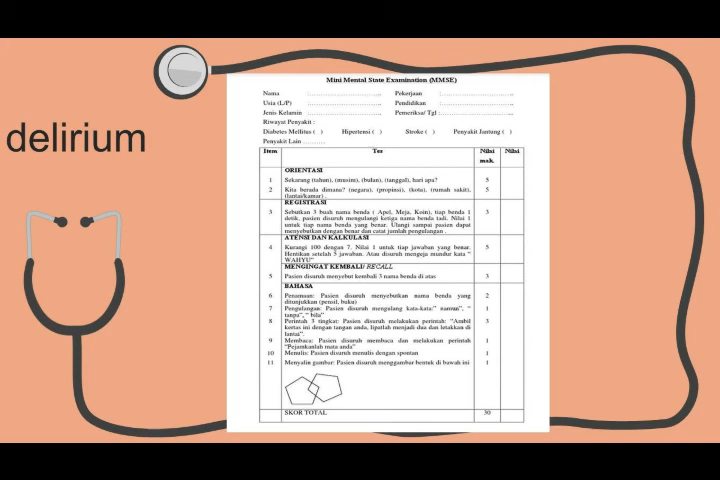 delirium
Mini Mental State Examination (MMSE)
Nama :................................. Pekerjaan :.................................
Usia (L/P) :................................. Pendidikan :.................................
Jenis Kelamin :................................. Pemeriksa/ Tgl :.................................
Riwayat Penyakit :
Diabetes Mellitus ( ) Hipertensi ( ) Stroke ( ) Penyakit Jantung ( )
Penyakit Lain ..........
Item Tes Nilai mak. Nilai
ORIENTASI
1 Sekarang (tahun), (musim), (bulan), (tanggal), hari apa? 5
2 Kita berada dimana? (negara), (propinsi), (kota), (rumah sakit), 5
(lantai/kamar) .
REGISTRASI
3 Sebutkan 3 buah nama benda ( Apel, Meja, Koin), tiap benda 1 3
detik, pasien disuruh mengulangi ketiga nama benda tadi. Nilai 1
untuk tiap nama benda yang benar. Ulangi sampai pasien dapat
menyebutkan dengan benar dan catat jumlah pengulangan .
ATENSI DAN KALKULASI
4 Kurangi 100 dengan 7. Nilai 1 untuk tiap jawaban yang benar. 5
Hentikan setelah 5 jawaban. Atau disuruh mengeja mundur kata "
WAHYU"
MENGINGAT KEMBALI/ RECALL
5 Pasien disuruh menyebut kembali 3 nama benda di atas 3
BAHASA
6 Penamaan: Pasien disuruh menyebutkan nama benda yang 2
ditunjukkan (pensil, buku)
7 Pengulangan: Pasien disuruh mengulang kata-kata:" namun", " 1
tanpa", " bila"
8 Perintah 3 tingkat: Pasien disuruh melakukan perintah: "Ambil 3
kertas ini dengan tangan anda, lipatlah menjadi dua dan letakkan di
lantai".
9 Membaca: Pasien disuruh membaca dan melakukan perintah 1
"Pejamkanlah mata anda"
10 Menulis: Pasien disuruh menulis dengan spontan 1
11 Menyalin gambar: Pasien disuruh menggambar bentuk di bawah ini 1
SKOR TOTAL 30